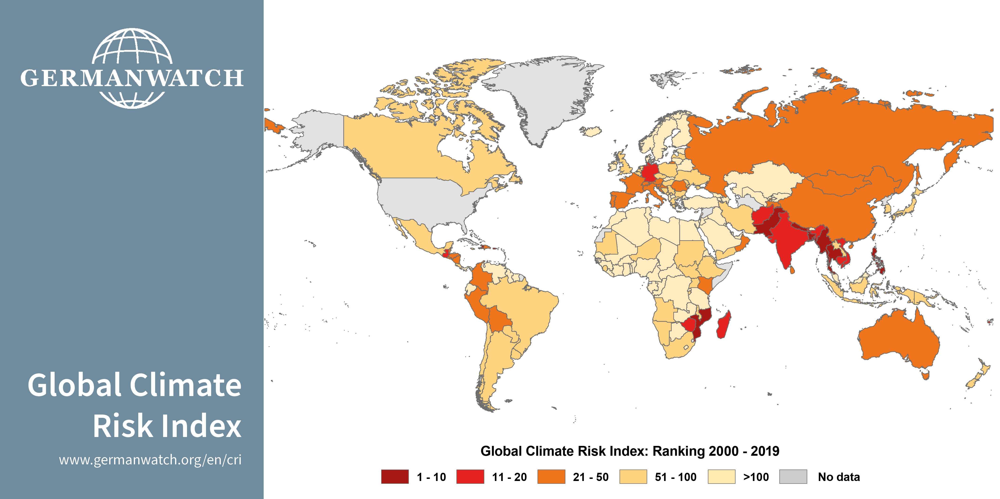 GERMANWATCH
Global Climate
Risk Index
www.germanwatch.org/en/cri
Global Climate Risk Index: Ranking 2000 - 2019
1 - 10
11 - 20
21 - 50
51 - 100
>100
No data